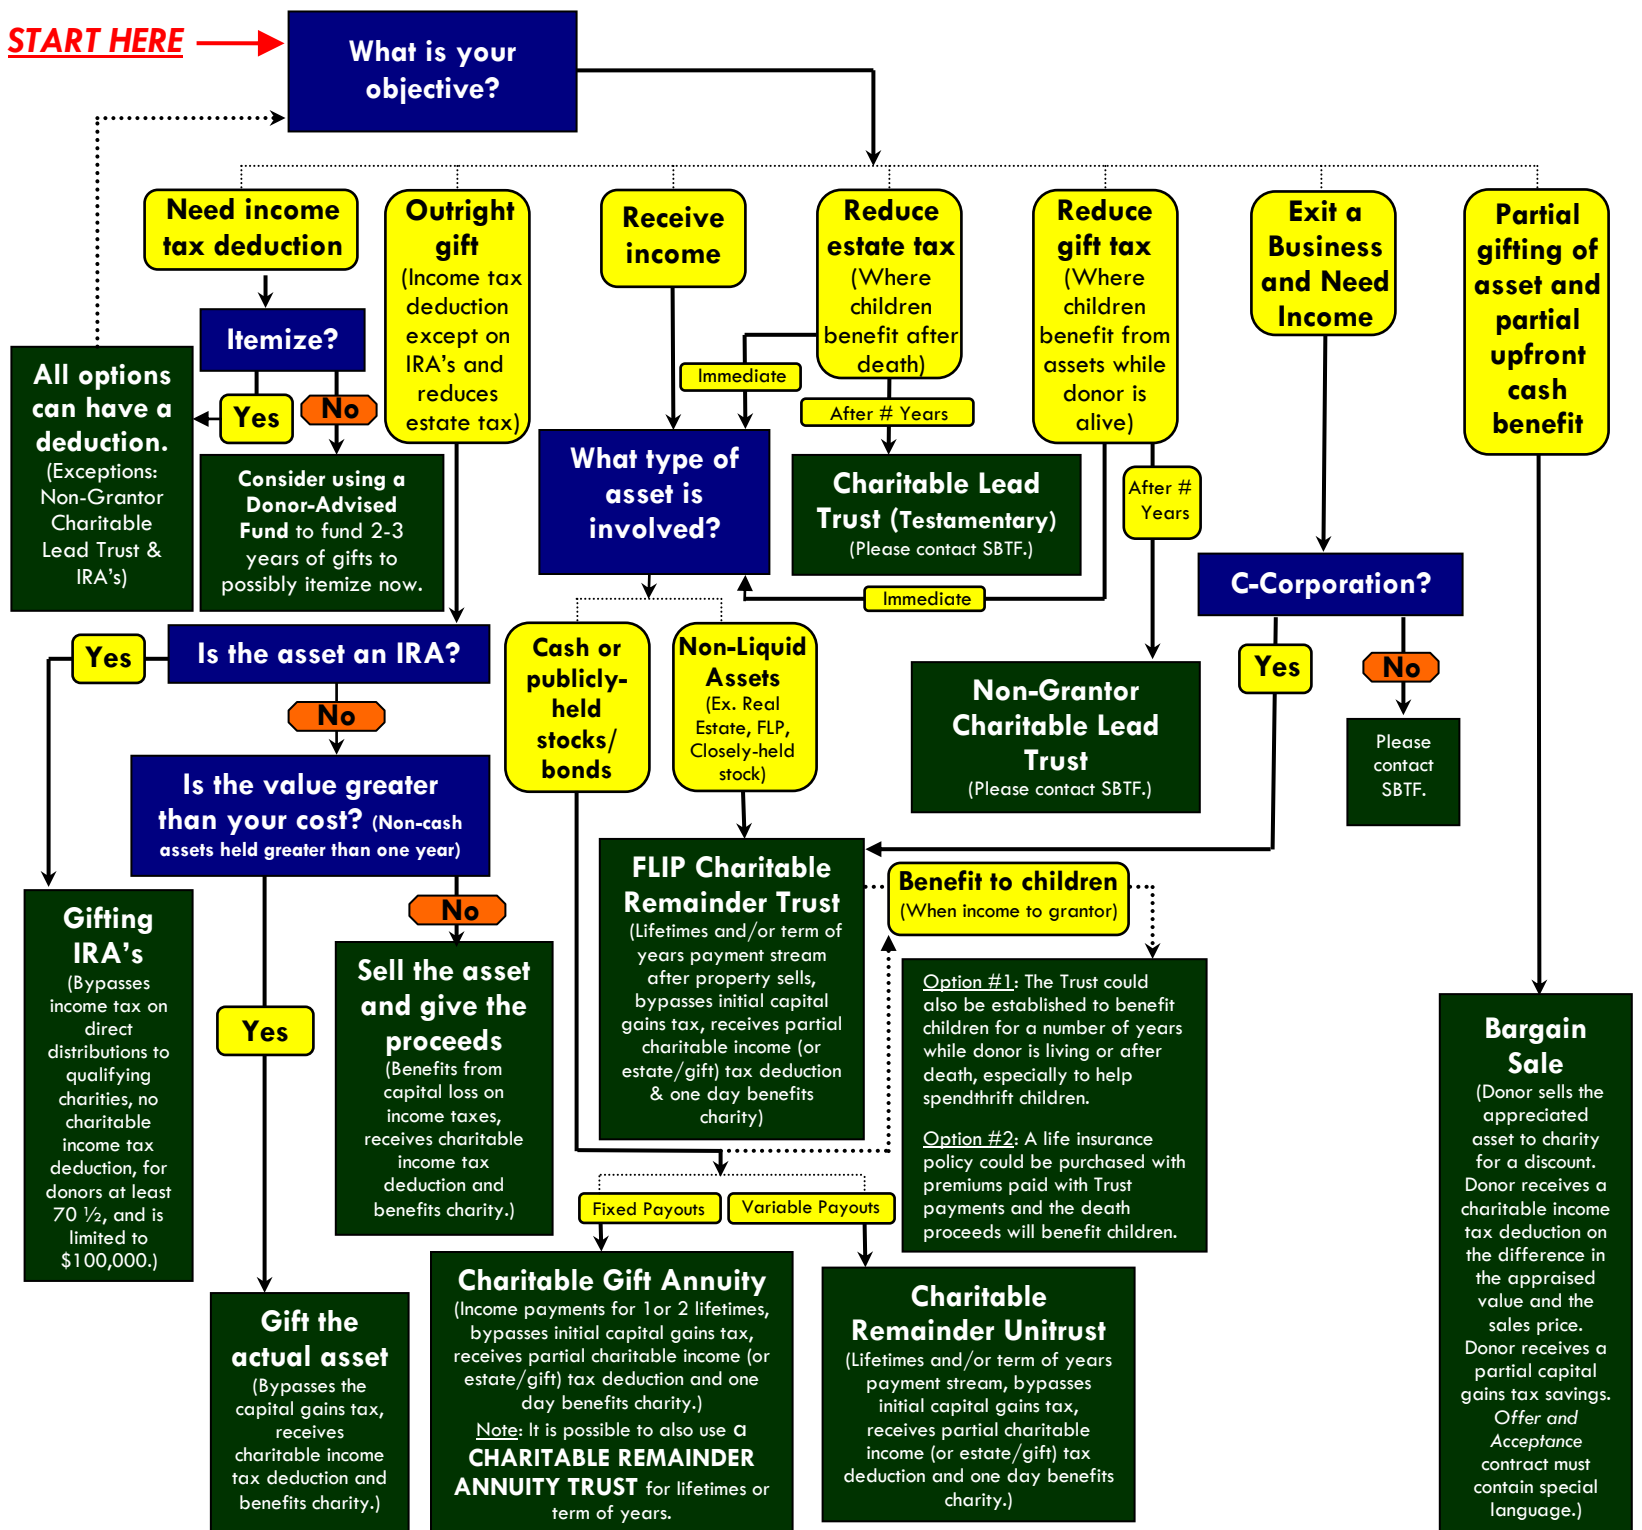 START HERE
What is your
objective?
Need income
tax deduction
Outright
gift
(Income tax
deduction
except on
IRA's and
reduces
estate tax)
Receive
income
Reduce
estate tax
(Where
children
benefit after
death)
Reduce
gift tax
(Where
children
benefit from
assets while
donor is
alive)
Exit a
Business
and Need
Income
Partial
gifting of
asset and
partial
upfront
cash
benefit
Itemize?
Yes
No
All options
can have a
deduction.
(Exceptions:
Non-Grantor
Charitable
Lead Trust &
IRA's)
Consider using a
Donor-Advised
Fund to fund 2-3
years of gifts to
possibly itemize now.
Immediate
After # Years
What type of
asset is
involved?
Charitable Lead
Trust (Testamentary)
(Please contact SBTF.)
After #
Years
Immediate
C-Corporation?
Yes
No
Please
contact
SBTF.
Non-Grantor
Charitable Lead
Trust
(Please contact SBTF.)
Is the asset an IRA?
Yes
No
Cash or
publicly-
held
stocks/
bonds
Non-Liquid
Assets
(Ex. Real
Estate, FLP,
Closely-held
stock)
Is the value greater
than your cost? (Non-cash
assets held greater than one year)
No
Yes
Gifting
IRA's
(Bypasses
income tax on
direct
distributions to
qualifying
charities, no
charitable
income tax
deduction, for
donors at least
70 ½, and is
limited to
$100,000.)
Sell the asset
and give the
proceeds
(Benefits from
capital loss on
income taxes,
receives charitable
income tax
deduction and
benefits charity.)
Gift the
actual asset
(Bypasses the
capital gains tax,
receives
charitable income
tax deduction and
benefits charity.)
FLIP Charitable
Remainder Trust
(Lifetimes and/or term of
years payment stream
after property sells,
bypasses initial capital
gains tax, receives partial
charitable income (or
estate/gift) tax deduction
& one day benefits
charity)
Benefit to children
(When income to grantor)
Option #1: The Trust could
also be established to benefit
children for a number of years
while donor is living or after
death, especially to help
spendthrift children.
Option #2: A life insurance
policy could be purchased with
premiums paid with Trust
payments and the death
proceeds will benefit children.
Fixed Payouts
Variable Payouts
Charitable Gift Annuity
(Income payments for 1or 2 lifetimes,
bypasses initial capital gains tax,
receives partial charitable income (or
estate/gift) tax deduction and one
day benefits charity.)
Note: It is possible to also use a
CHARITABLE REMAINDER
ANNUITY TRUST for lifetimes or
term of years.
Charitable
Remainder Unitrust
(Lifetimes and/or term of years
payment stream, bypasses
initial capital gains tax,
receives partial charitable
income (or estate/gift) tax
deduction and one day benefits
charity.)
Bargain
Sale
(Donor sells the
appreciated
asset to charity
for a discount.
Donor receives a
charitable income
tax deduction on
the difference in
the appraised
value and the
sales price.
Donor receives a
partial capital
gains tax savings.
Offer and
Acceptance
contract must
contain special
language.)